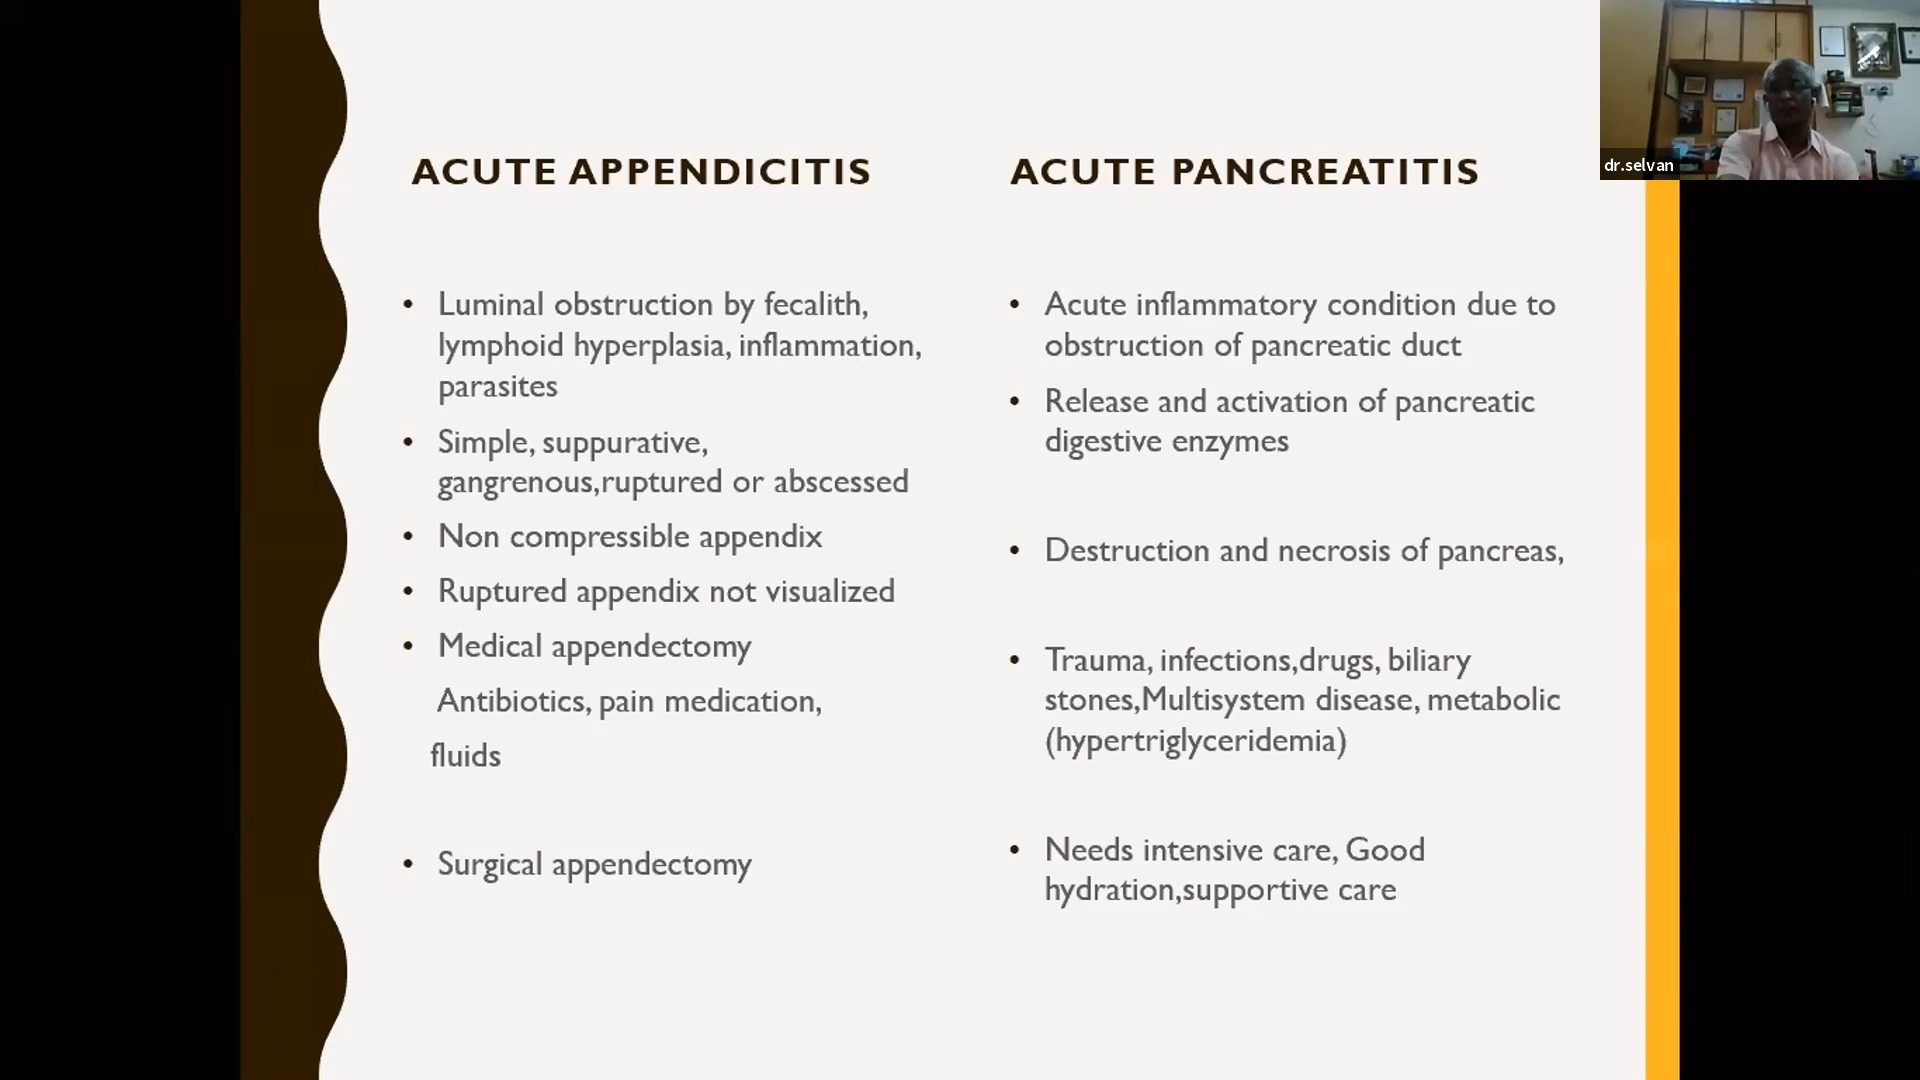 ACUTE APPENDICITIS
• Luminal obstruction by fecalith,
lymphoid hyperplasia, inflammation,
parasites
• Simple, suppurative,
gangrenous,ruptured or abscessed
• Non compressible appendix
• Ruptured appendix not visualized
• Medical appendectomy
Antibiotics, pain medication,
fluids
• Surgical appendectomy
ACUTE PANCREATITIS
• Acute inflammatory condition due to
obstruction of pancreatic duct
• Release and activation of pancreatic
digestive enzymes
• Destruction and necrosis of pancreas,
• Trauma, infections,drugs, biliary
stones,Multisystem disease, metabolic
(hypertriglyceridemia)
• Needs intensive care, Good
hydration,supportive care
dr.selvan